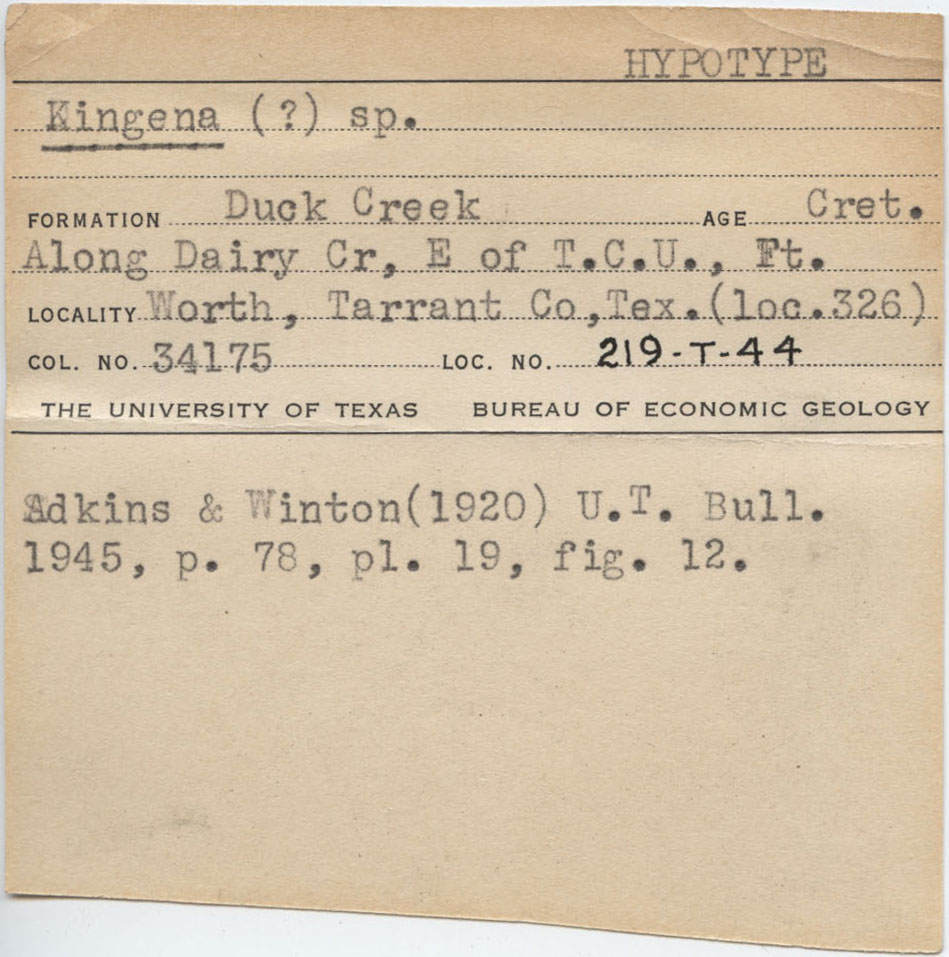 HYPOTYPE
Kingena (?) sp.
FORMATION Duck Creek AGE Cret.
Along Dairy Cr, E of T.C.U., Ft.
LOCALITY Worth, Tarrant Co,Tex.(loc.326)
COL. NO. 34175 LOC. NO. 219-T-44
THE UNIVERSITY OF TEXAS BUREAU OF ECONOMIC GEOLOGY
Adkins & Winton(1920) U.T. Bull.
1945, p. 78, pl. 19, fig. 12.